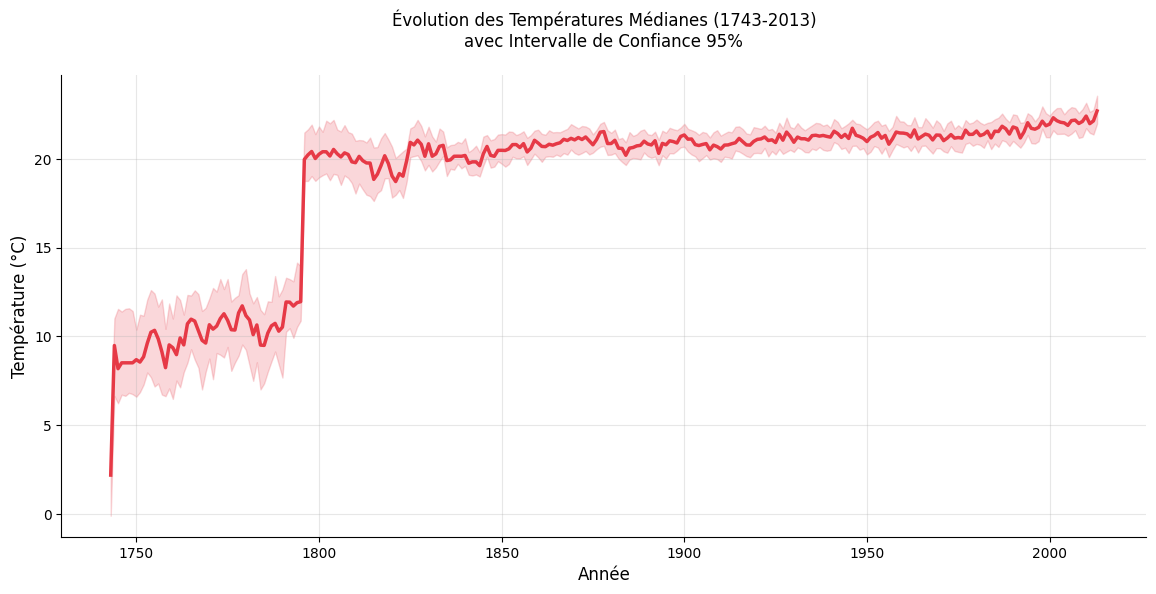 Évolution des Températures Médianes (1743-2013)
avec Intervalle de Confiance 95%
Température (°C)
20
15
10
5
0
1750 1800 1850 1900 1950 2000
Année